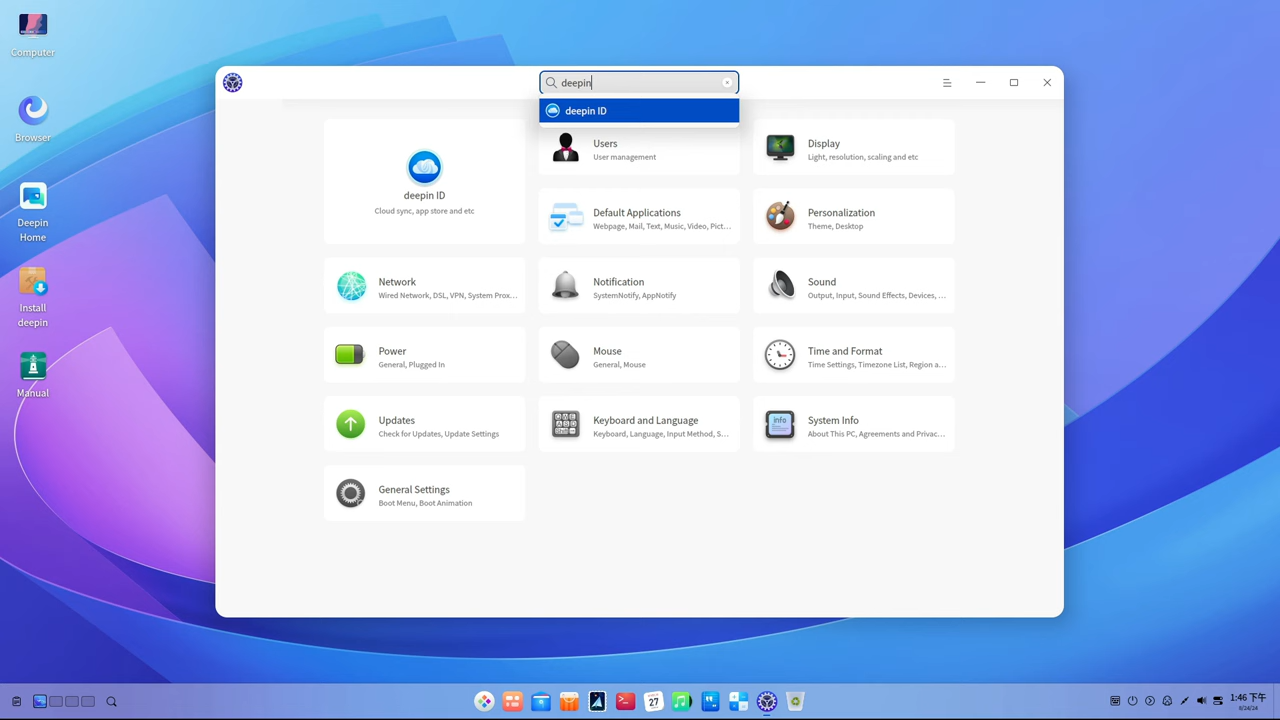 Computer
Browser
Deepin
Home
Install
deepin
Manual
deepin
deepin ID
deepin ID
Cloud sync, app store and etc
Users
User management
Display
Light, resolution, scaling and etc
Default Applications
Webpage, Mail, Text, Music, Video, Pict...
Personalization
Theme, Desktop
Network
Wired Network, DSL, VPN, System Prox...
Notification
SystemNotify, AppNotify
Sound
Output, Input, Sound Effects, Devices, ...
Power
General, Plugged In
Mouse
General, Mouse
Time and Format
Time Settings, Timezone List, Region a...
Updates
Check for Updates, Update Settings
Keyboard and Language
Keyboard, Language, Input Method, S...
info
System Info
About This PC, Agreements and Privac...
General Settings
Boot Menu, Boot Animation
27
1:46 下午
8/24/24